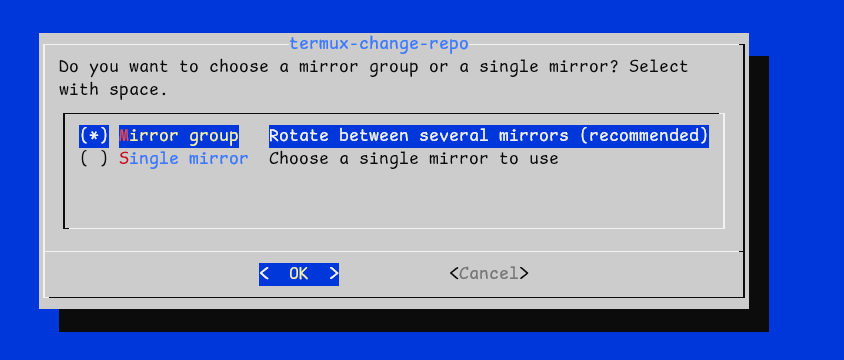 termux-change-repo
Do you want to choose a mirror group or a single mirror? Select
with space.
(*) Mirror group Rotate between several mirrors (recommended)
( ) Single mirror Choose a single mirror to use
< OK > <Cancel>